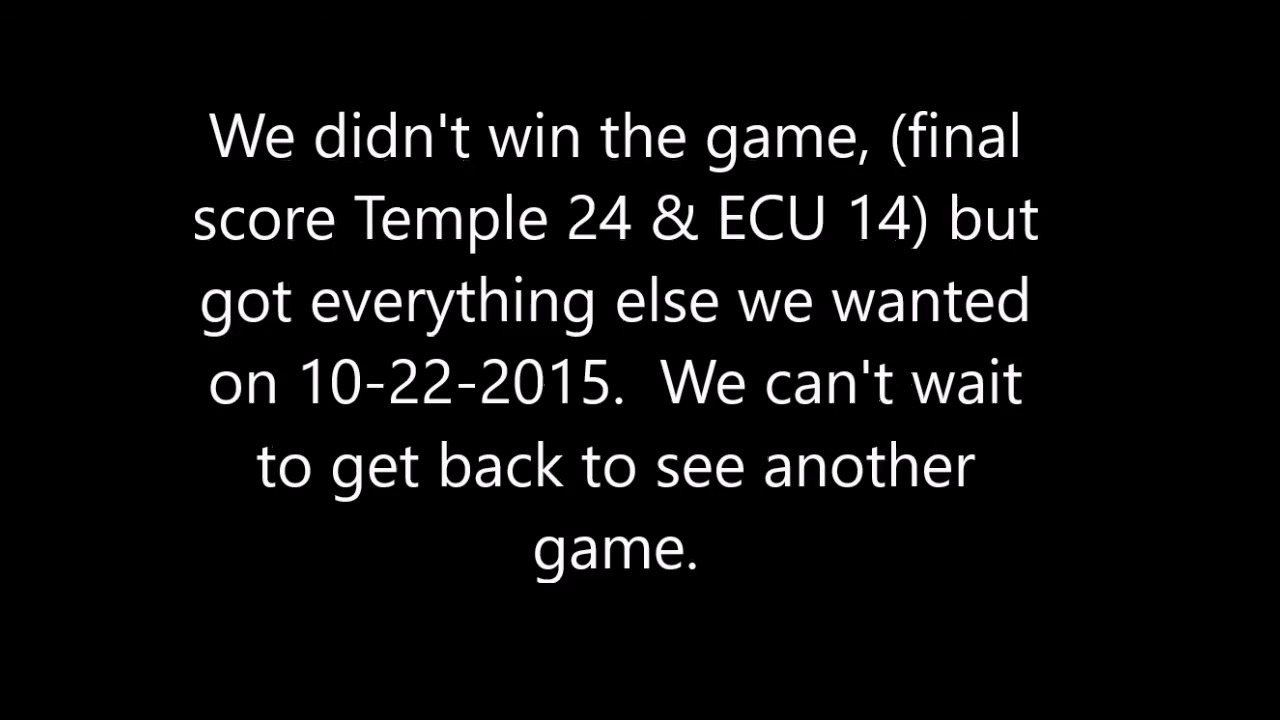 We didn't win the game, (final
score Temple 24 & ECU 14) but
got everything else we wanted
on 10-22-2015.  We can't wait
to get back to see another
game.